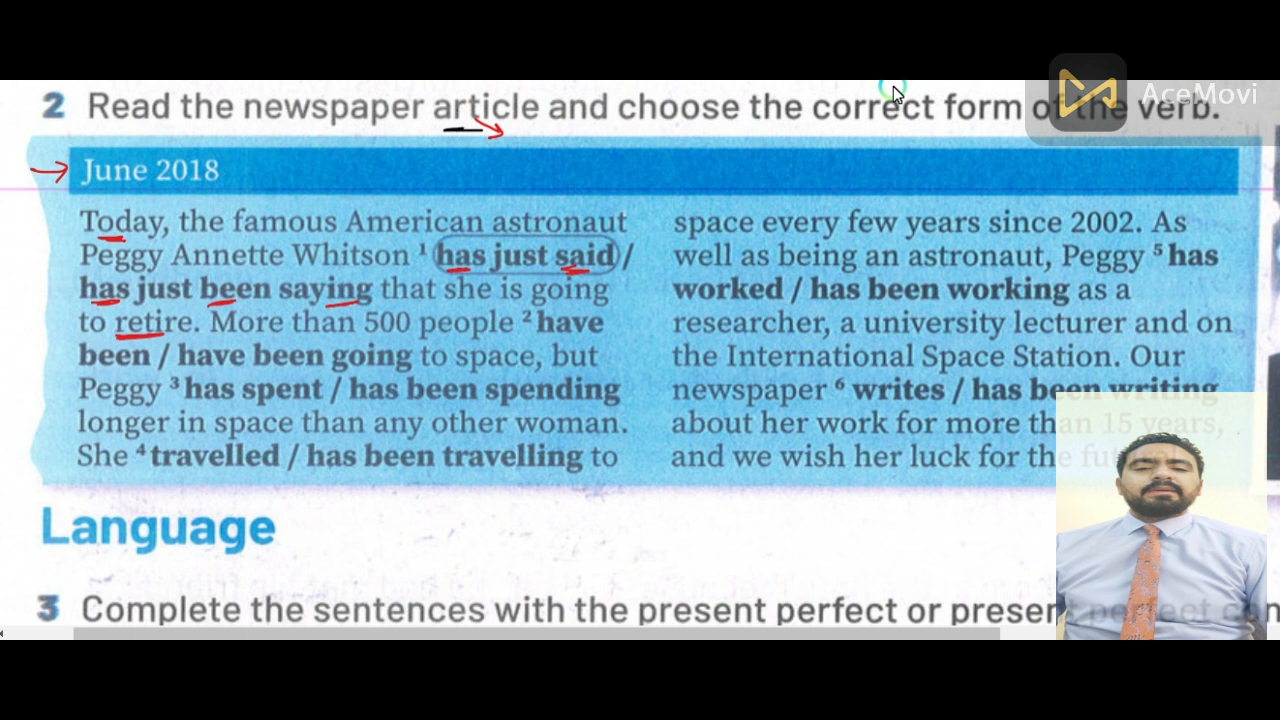 AceMovi
2 Read the newspaper article and choose the correct form of the verb.
June 2018
Today, the famous American astronaut
Peggy Annette Whitson ¹ has just said /
has just been saying that she is going
to retire. More than 500 people ² have
been / have been going to space, but
Peggy ³ has spent / has been spending
longer in space than any other woman.
She ⁴ travelled / has been travelling to
space every few years since 2002. As
well as being an astronaut, Peggy ⁵ has
worked / has been working as a
researcher, a university lecturer and on
the International Space Station. Our
newspaper ⁶ writes / has been writing
about her work for more than 15 years,
and we wish her luck for the
Language
3 Complete the sentences with the present perfect or present perfect